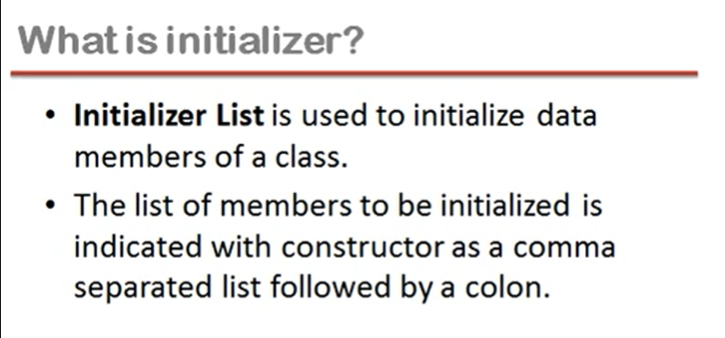 What is initializer?
• Initializer List is used to initialize data
members of a class.
• The list of members to be initialized is
indicated with constructor as a comma
separated list followed by a colon.